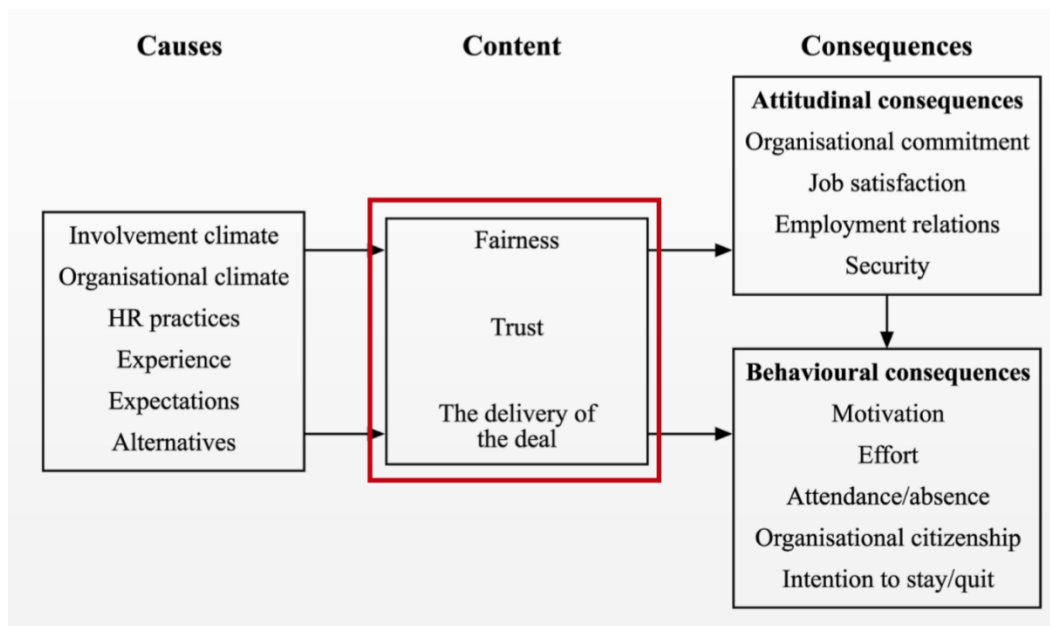 Causes
Content
Consequences
Involvement climate
Organisational climate
HR practices
Experience
Expectations
Alternatives
Fairness
Trust
The delivery of
the deal
Attitudinal consequences
Organisational commitment
Job satisfaction
Employment relations
Security
Behavioural consequences
Motivation
Effort
Attendance/absence
Organisational citizenship
Intention to stay/quit